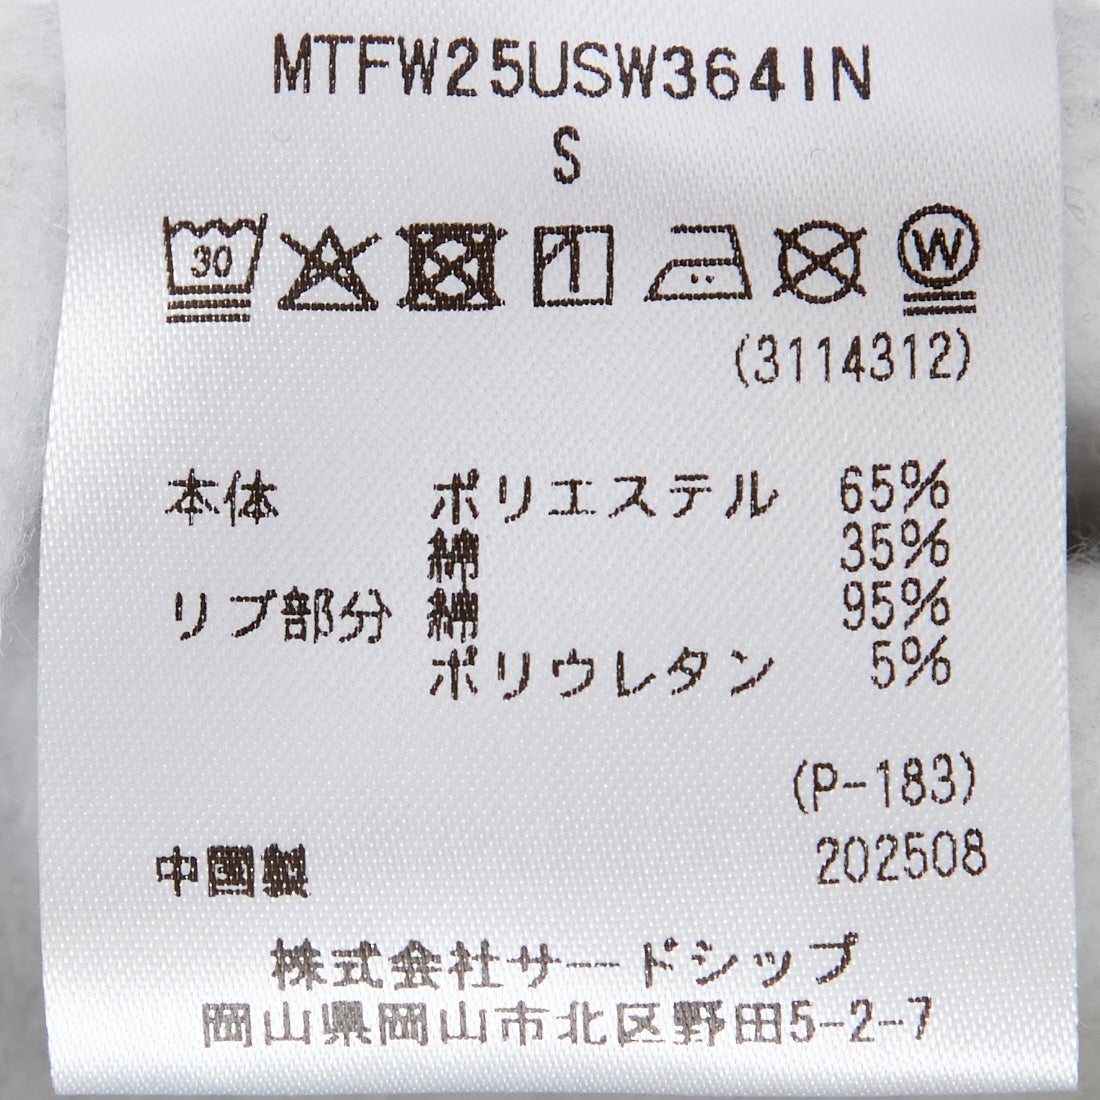 MTFW25USW364IN
S
30 W
(3114312)
本体 ポリエステル 65%
綿 35%
リブ部分 綿 95%
ポリウレタン 5%
(P-183)
中国製 202508
株式会社サードシップ
岡山県岡山市北区野田5-2-7